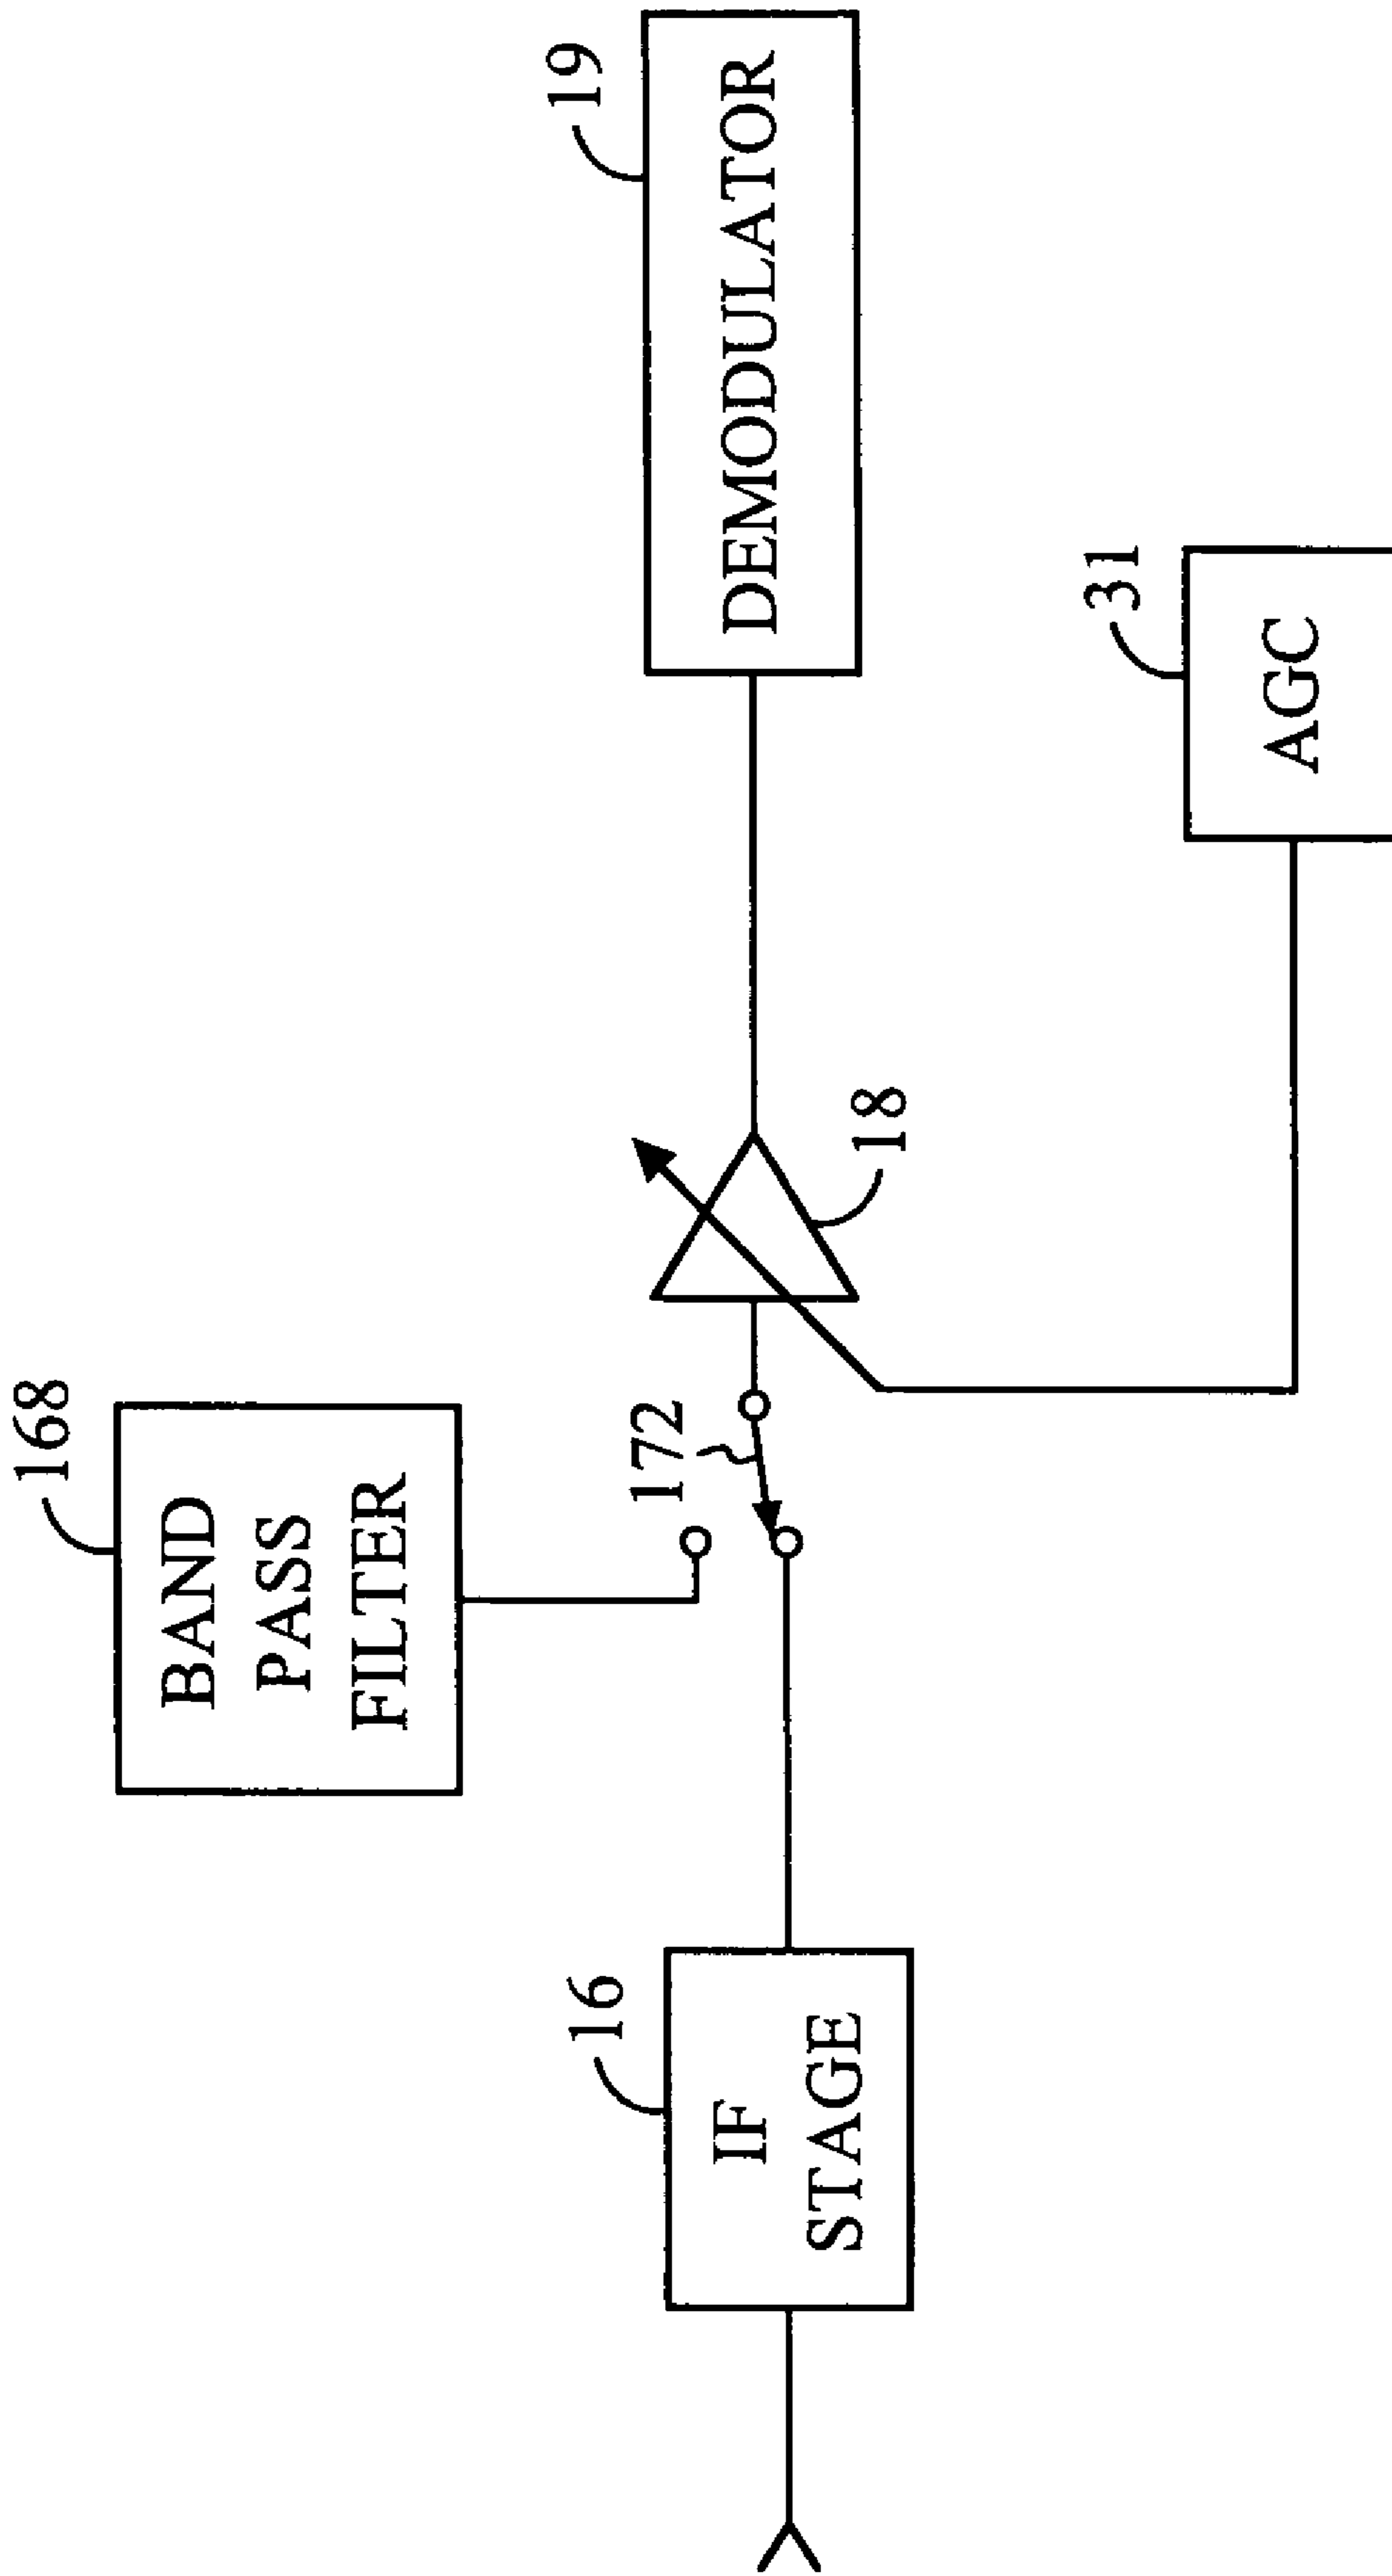 168
BAND
PASS
FILTER
16
IF
STAGE
172
18
19
DEMODULATOR
31
AGC